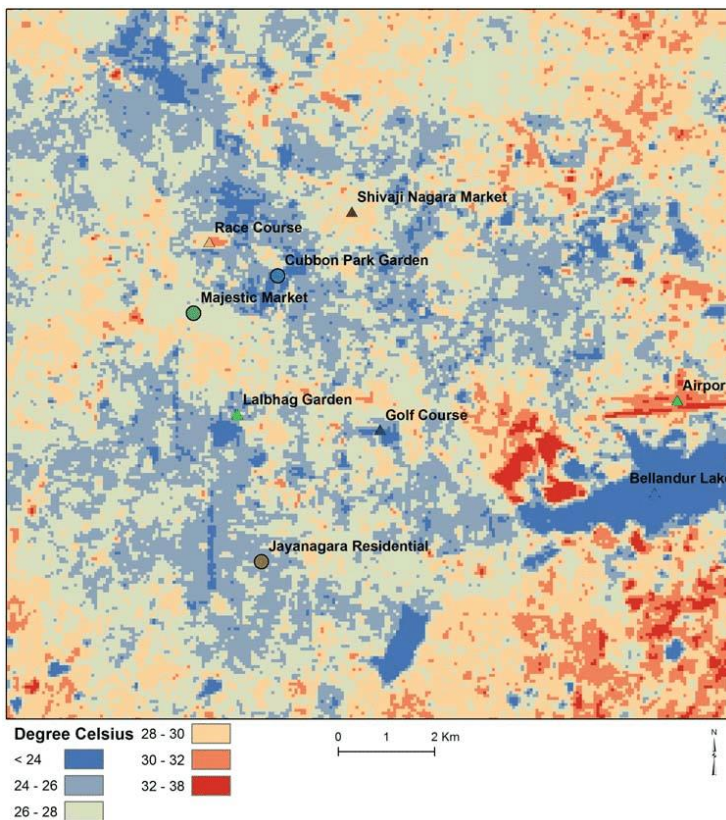 Shivaji Nagara Market
Race Course
Cubbon Park Garden
Majestic Market
Airpor
Lalbhag Garden
Golf Course
Bellandur Lake
Jayanagara Residential
Degree Celsius
< 24
24 - 26
26 - 28
28 - 30
30 - 32
32 - 38
0 1 2 Km
N